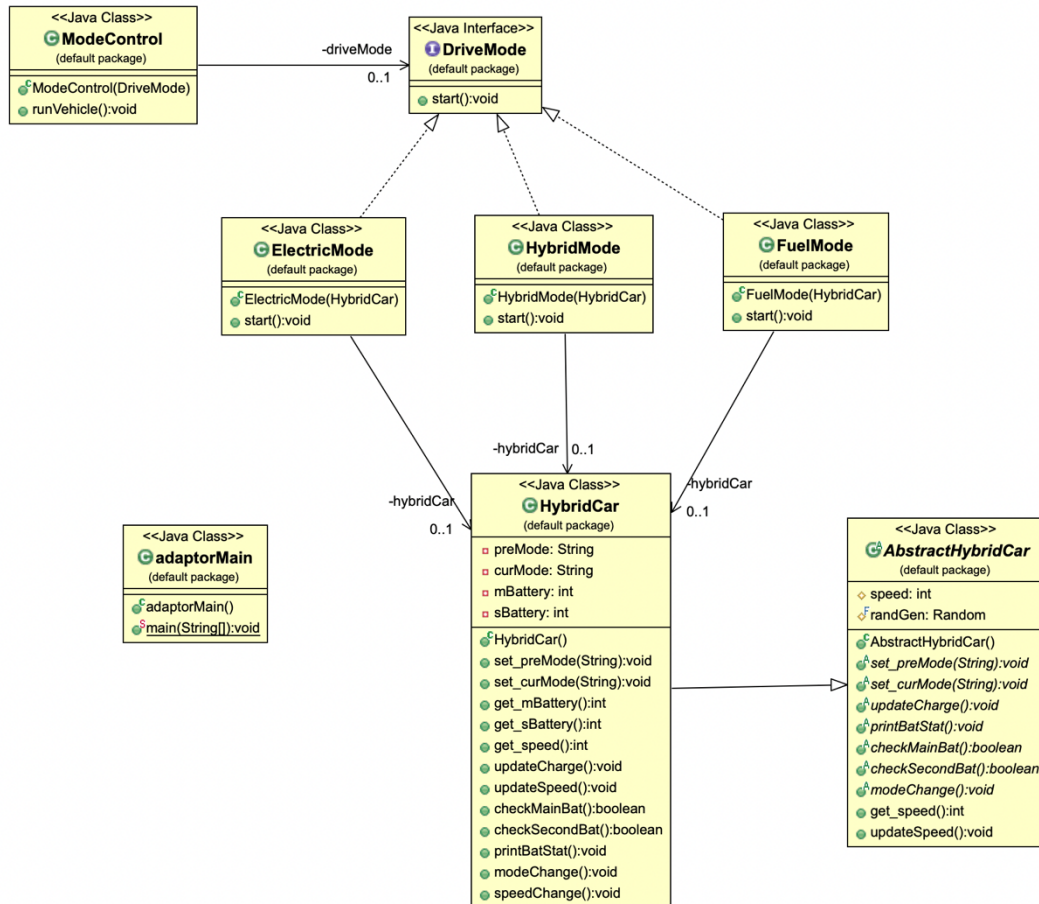 <<Java Class>>
ModeControl
(default package)
ModeControl(DriveMode)
runVehicle():void
-driveMode
0..1
<<Java Interface>>
DriveMode
(default package)
start():void
<<Java Class>>
ElectricMode
(default package)
ElectricMode(HybridCar)
start():void
<<Java Class>>
HybridMode
(default package)
HybridMode(HybridCar)
start():void
<<Java Class>>
FuelMode
(default package)
FuelMode(HybridCar)
start():void
-hybridCar
0..1
-hybridCar
0..1
-hybridCar
0..1
<<Java Class>>
adaptorMain
(default package)
adaptorMain()
main(String[]):void
<<Java Class>>
HybridCar
(default package)
preMode: String
curMode: String
mBattery: int
sBattery: int
HybridCar()
set_preMode(String):void
set_curMode(String):void
get_mBattery():int
get_sBattery():int
get_speed():int
updateCharge():void
updateSpeed():void
checkMainBat():boolean
checkSecondBat():boolean
printBatStat():void
modeChange():void
speedChange():void
<<Java Class>>
AbstractHybridCar
(default package)
speed: int
randGen: Random
AbstractHybridCar()
set_preMode(String):void
set_curMode(String):void
updateCharge():void
printBatStat():void
checkMainBat():boolean
checkSecondBat():boolean
modeChange():void
get_speed():int
updateSpeed():void